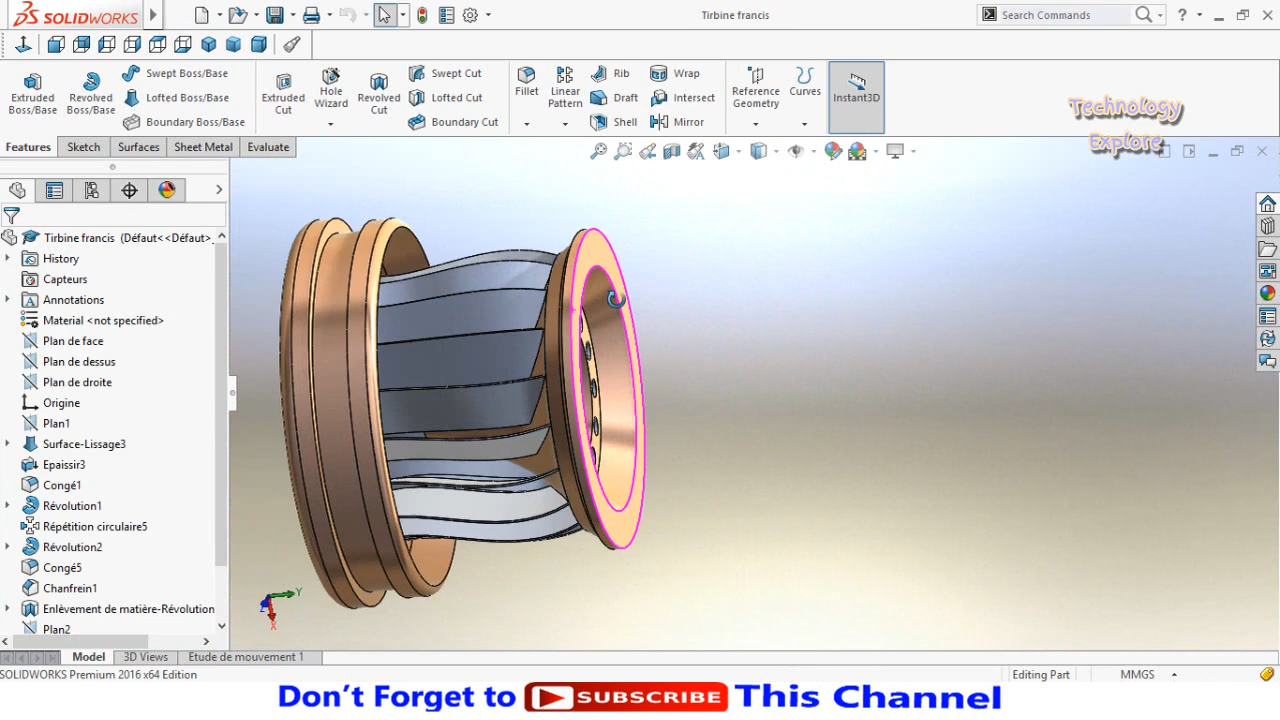 SOLIDWORKS
Tirbine francis
Search Commands
?
Extruded Boss/Base
Revolved Boss/Base
Swept Boss/Base
Lofted Boss/Base
Boundary Boss/Base
Extruded Cut
Hole Wizard
Revolved Cut
Swept Cut
Lofted Cut
Boundary Cut
Fillet
Linear Pattern
Rib
Draft
Shell
Wrap
Intersect
Mirror
Reference Geometry
Curves
Instant3D
Technology
Explore
Features
Sketch
Surfaces
Sheet Metal
Evaluate
Tirbine francis (Défaut<<Défaut>_
History
Capteurs
Annotations
Material <not specified>
Plan de face
Plan de dessus
Plan de droite
Origine
Plan1
Surface-Lissage3
Epaissir3
Congé1
Révolution1
Répétition circulaire5
Révolution2
Congé5
Chanfrein1
Enlèvement de matière-Révolution
Plan2
Y
X
Z
Model
3D Views
Etude de mouvement 1
SOLIDWORKS Premium 2016 x64 Edition
Editing Part
MMGS
Don't Forget to SUBSCRIBE This Channel